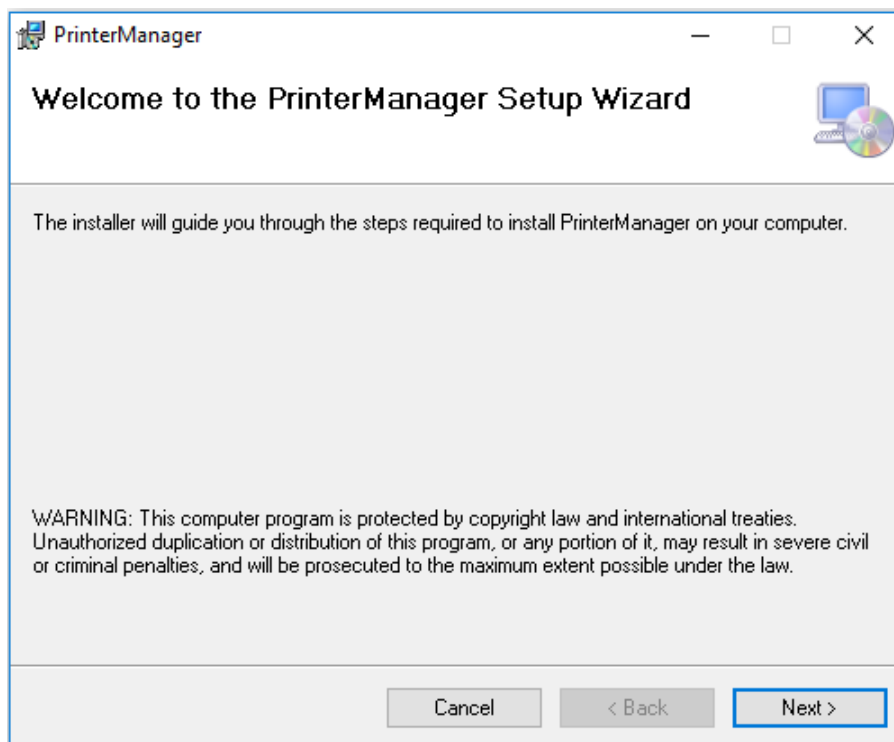 PrinterManager
Welcome to the PrinterManager Setup Wizard
The installer will guide you through the steps required to install PrinterManager on your computer.
WARNING: This computer program is protected by copyright law and international treaties.
Unauthorized duplication or distribution of this program, or any portion of it, may result in severe civil
or criminal penalties, and will be prosecuted to the maximum extent possible under the law.
Cancel
< Back
Next >